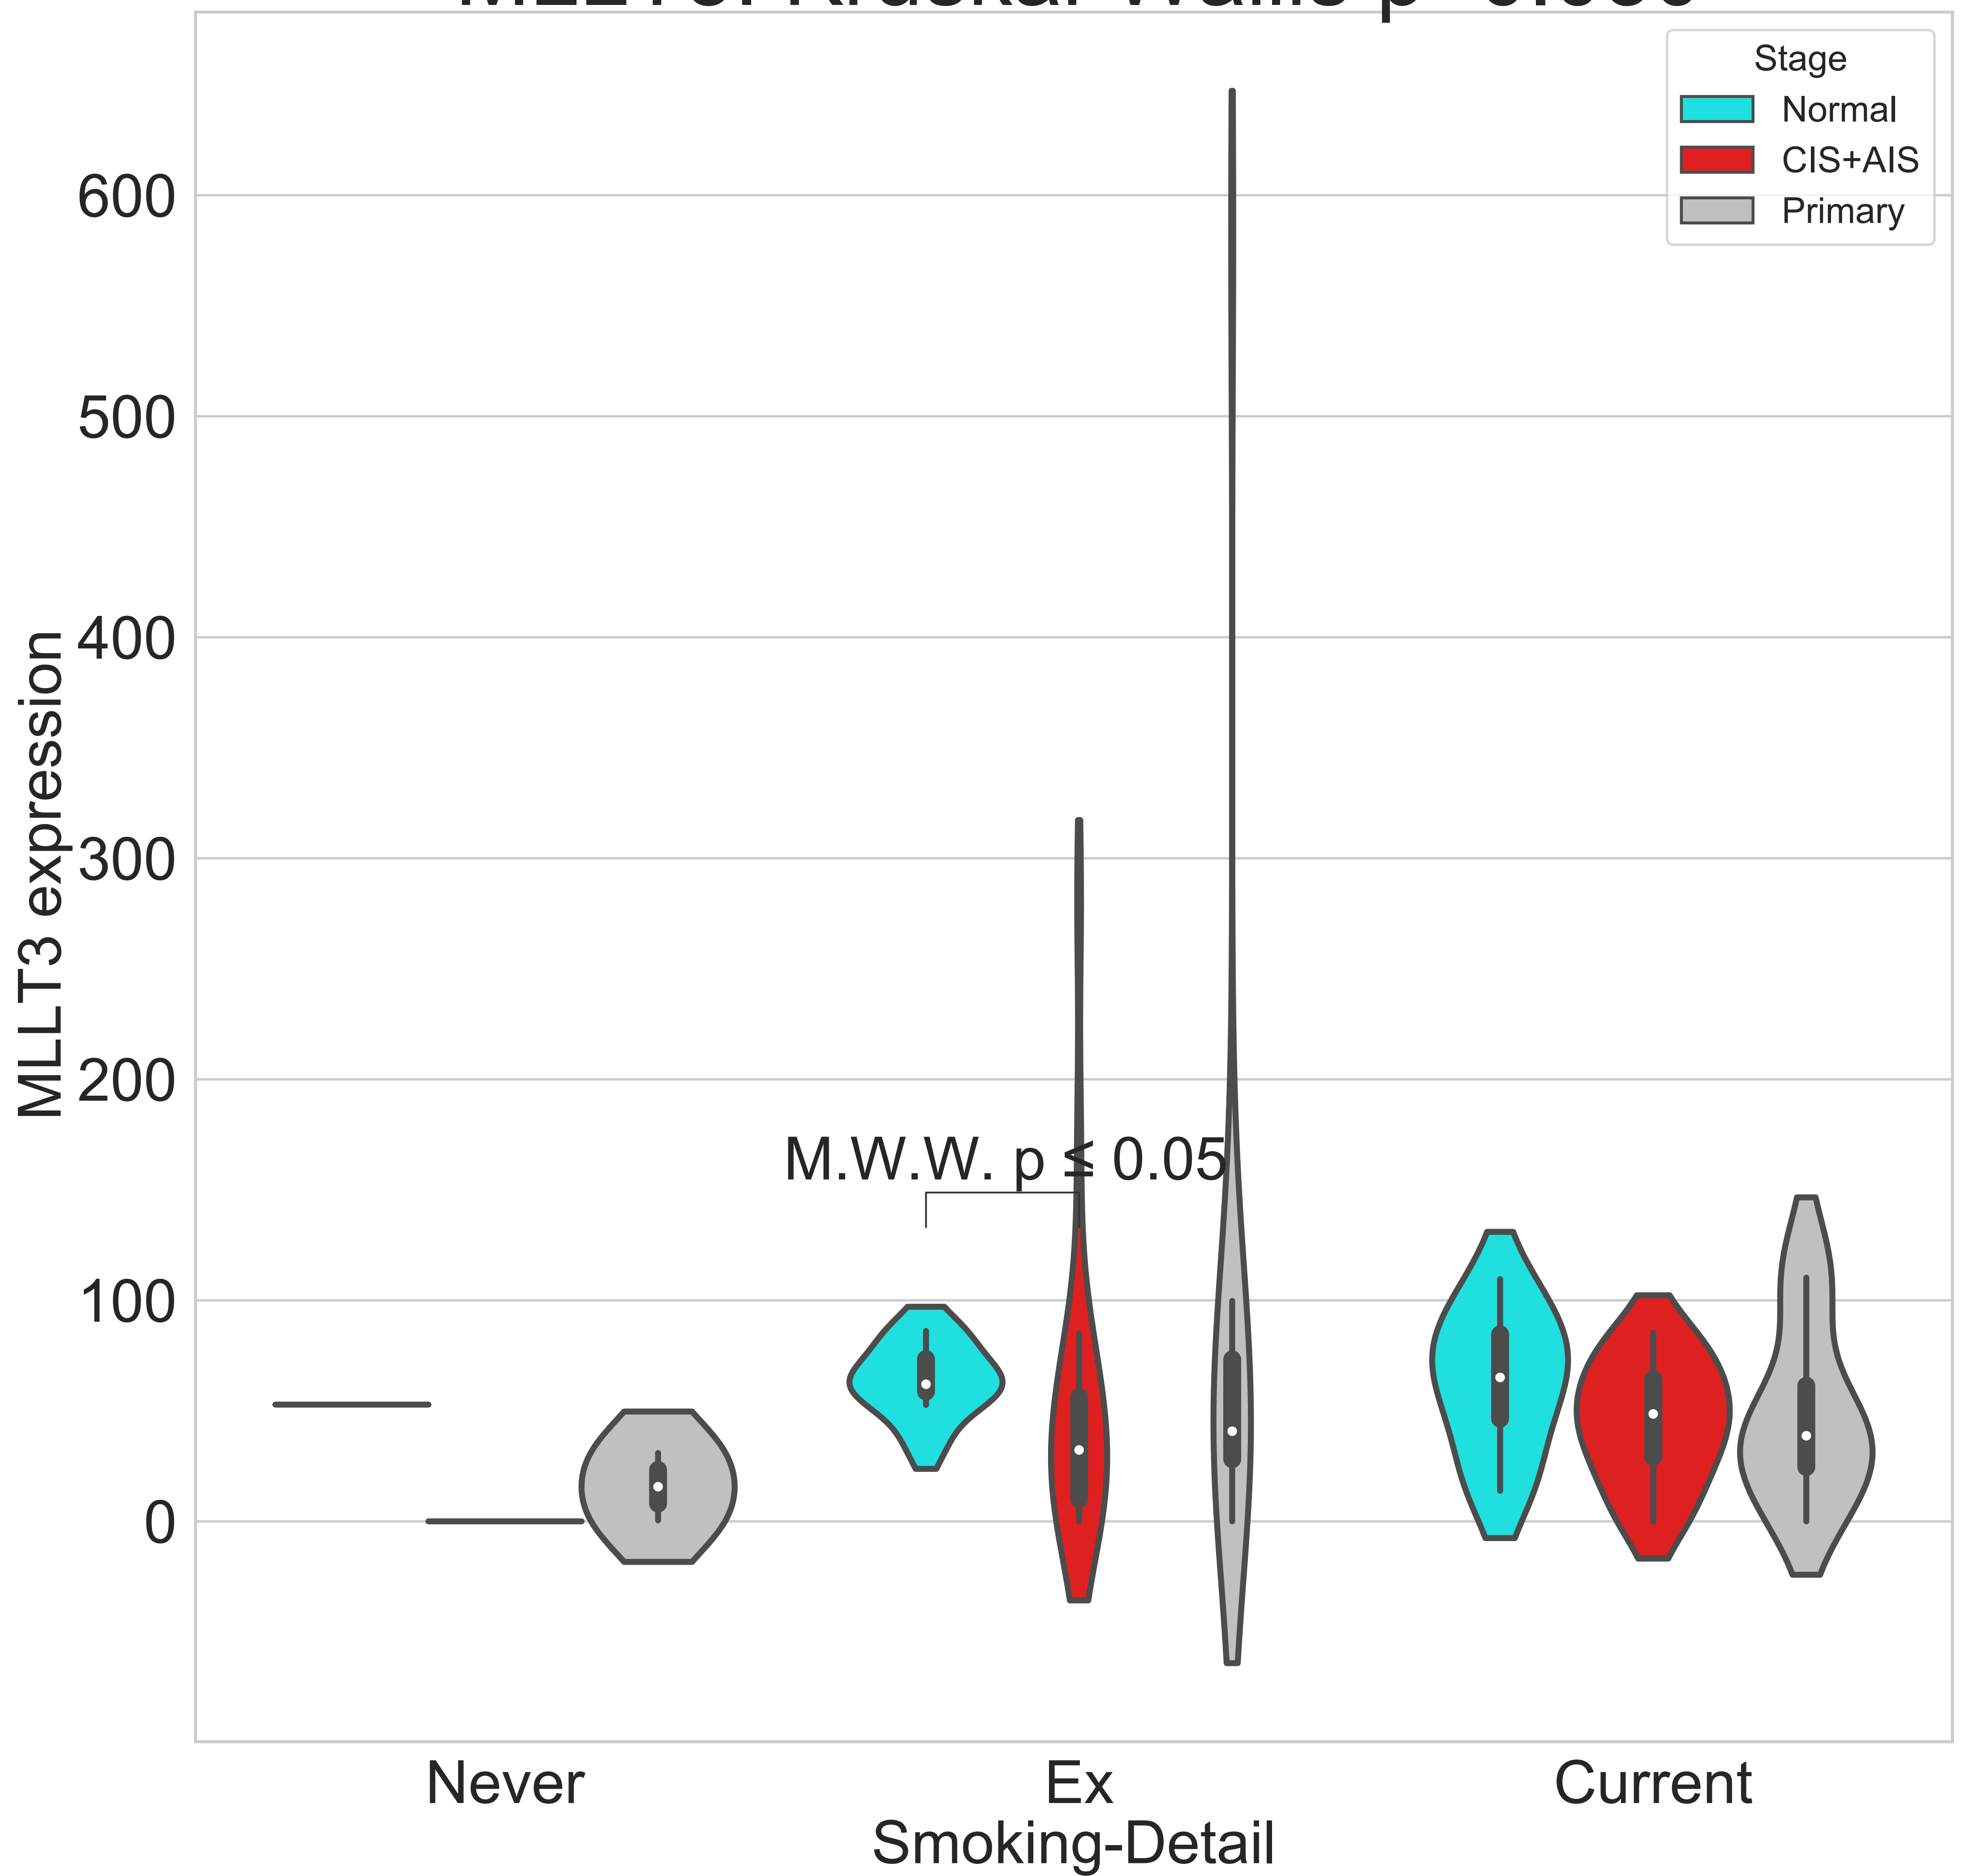 Stage
Normal
CIS+AIS
Primary
600
500
400
300
200
100
0
MLLT3 expression
M.W.W. p ≤ 0.05
Never
Ex
Current
Smoking-Detail